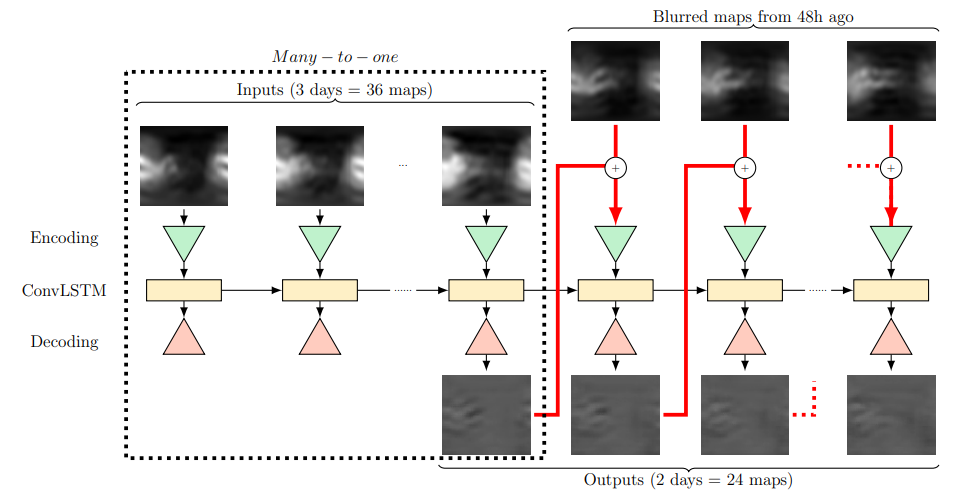 Blurred maps from 48h ago
Many − to − one
Inputs (3 days = 36 maps)
...
+
+
+
Encoding
ConvLSTM
......
......
Decoding
Outputs (2 days = 24 maps)